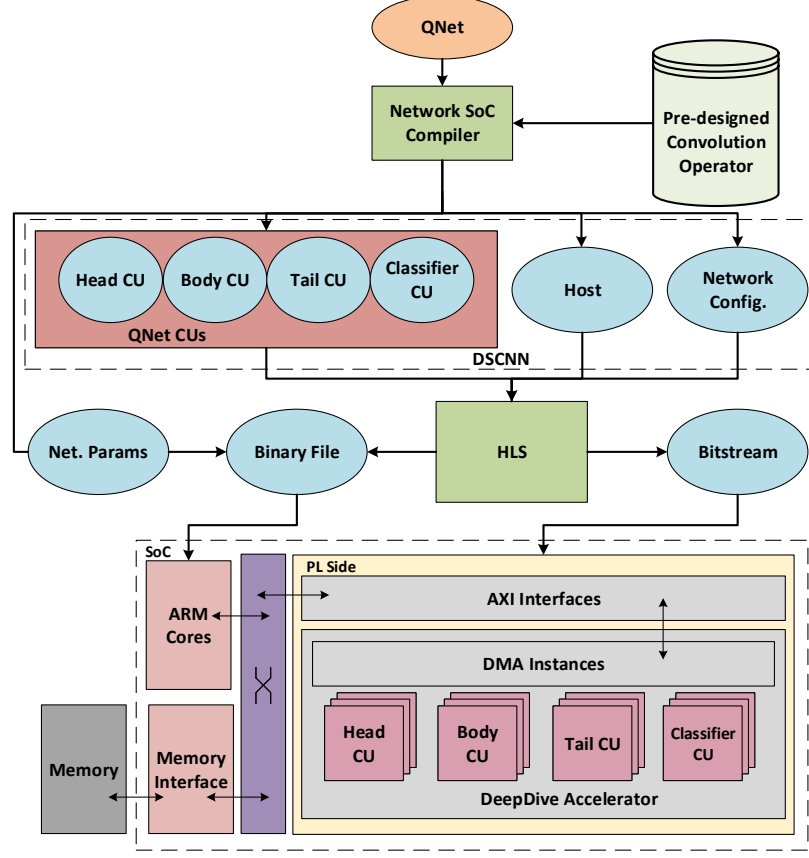 QNet
Network SoC
Compiler
Pre-designed
Convolution
Operator
Head CU
Body CU
Tail CU
Classifier
CU
QNet CUs
Host
Network
Config.
DSCNN
Net. Params
Binary File
HLS
Bitstream
SoC
PL Side
ARM
Cores
AXI Interfaces
DMA Instances
Head
CU
Body
CU
Tail CU
Classifier
CU
Memory
Memory
Interface
DeepDive Accelerator